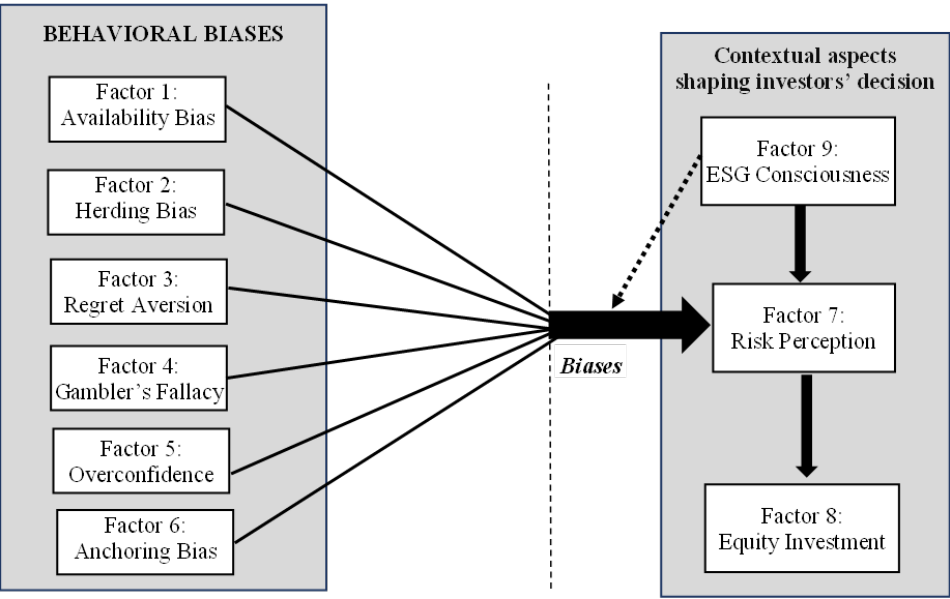 BEHAVIORAL BIASES
Factor 1:
Availability Bias
Factor 2:
Herding Bias
Factor 3:
Regret Aversion
Factor 4:
Gambler's Fallacy
Factor 5:
Overconfidence
Factor 6:
Anchoring Bias
Biases
Contextual aspects
shaping investors' decision
Factor 9:
ESG Consciousness
Factor 7:
Risk Perception
Factor 8:
Equity Investment